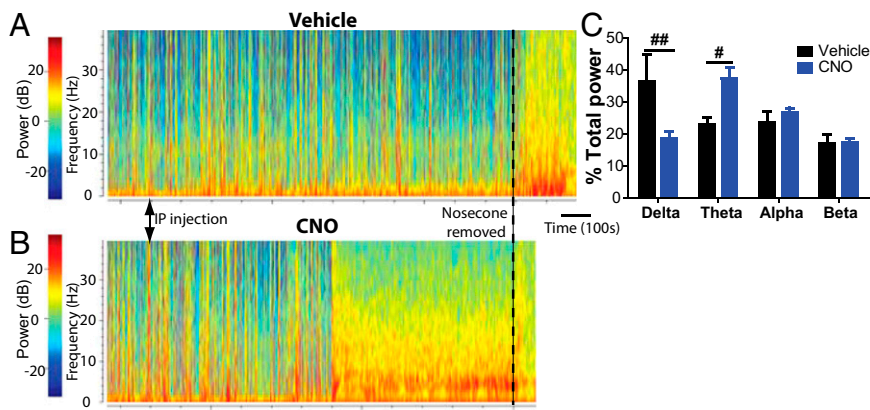 A
Vehicle
Power (dB)
20
0
-20
Frequency (Hz)
30
20
10
0
IP injection
Nosecone
removed
Time (100s)
B
CNO
Power (dB)
20
0
-20
Frequency (Hz)
30
20
10
0
C
% Total power
50
40
30
20
10
0
##
#
Vehicle
CNO
Delta
Theta
Alpha
Beta